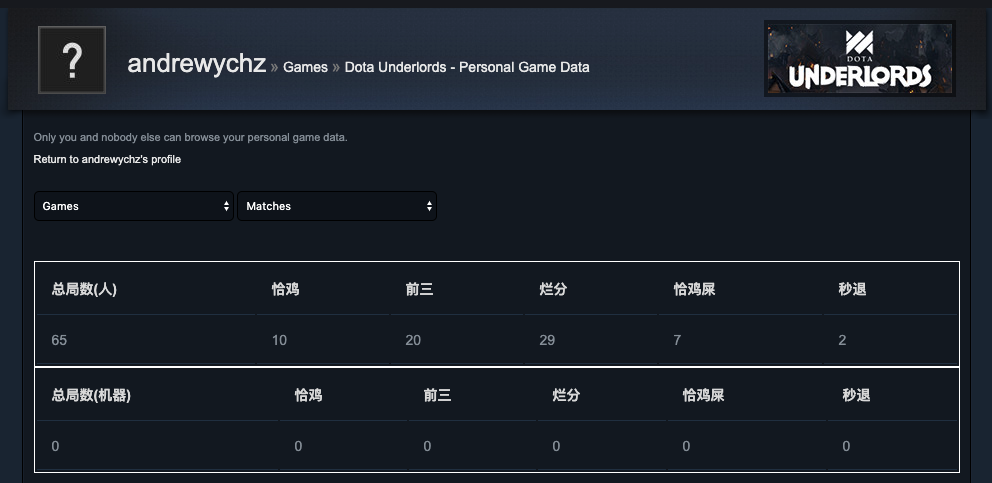 ?
andrewychz » Games » Dota Underlords - Personal Game Data
DOTA
UNDERLORDS
Only you and nobody else can browse your personal game data.
Return to andrewychz's profile
Games Matches
总局数(人) 恰鸡 前三 烂分 恰鸡屎 秒退
65 10 20 29 7 2
总局数(机器) 恰鸡 前三 烂分 恰鸡屎 秒退
0 0 0 0 0 0